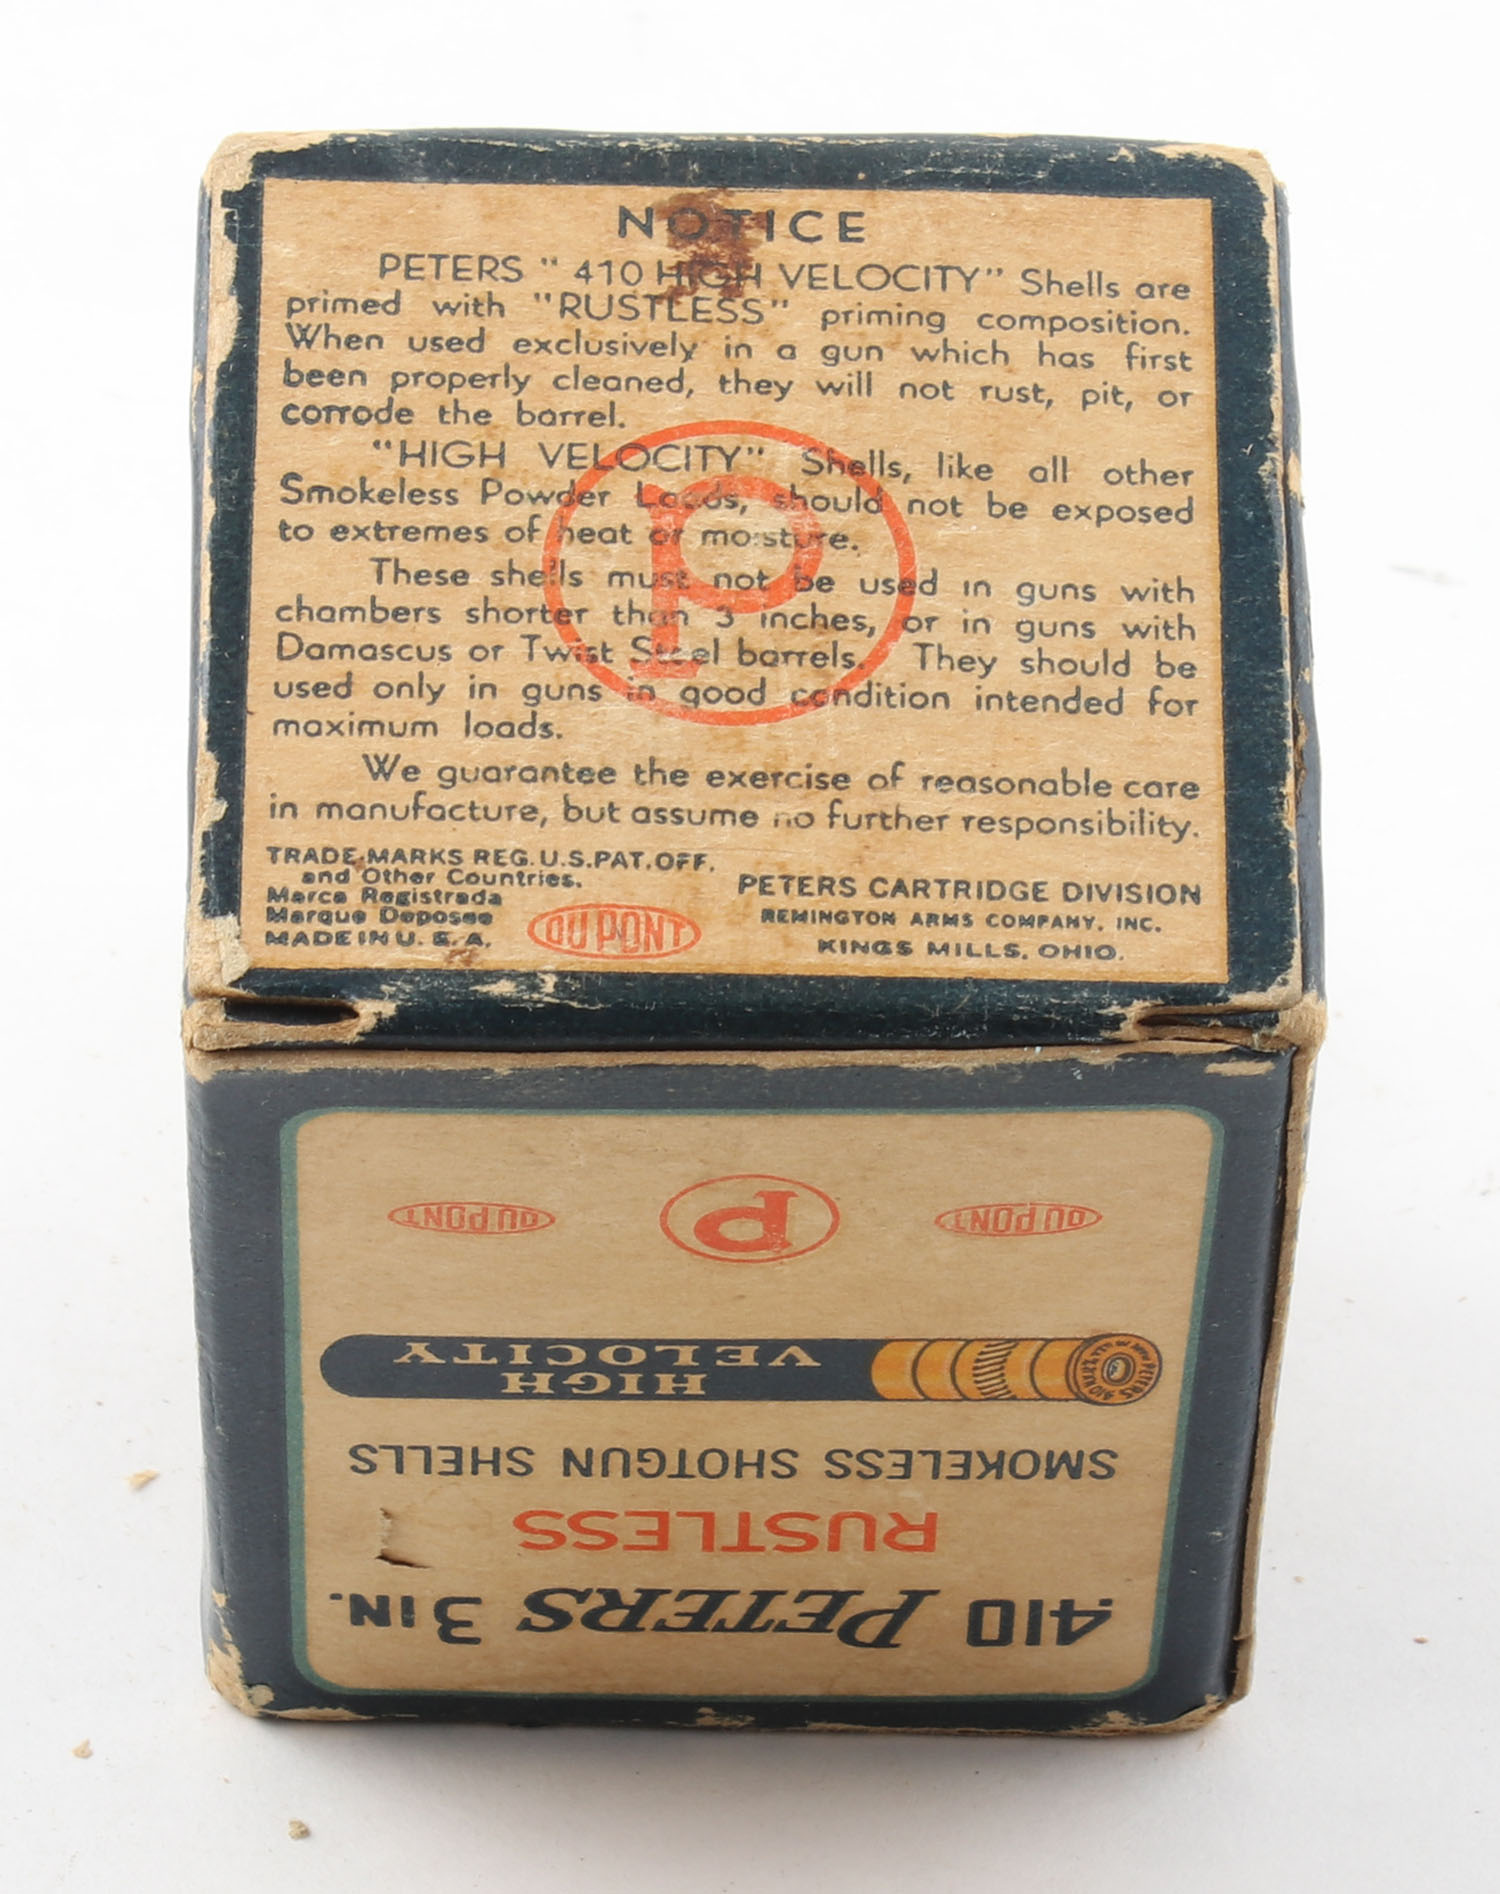 NOTICE
PETERS "410 HIGH VELOCITY" Shells are
primed with "RUSTLESS" priming composition.
When used exclusively in a gun which has first
been properly cleaned, they will not rust, pit, or
corrode the barrel.
"HIGH VELOCITY" Shells, like all other
Smokeless Powder Loads, should not be exposed
to extremes of heat or moisture.
These shells must not be used in guns with
chambers shorter than 3 inches, or in guns with
Damascus or Twist Steel barrels. They should be
used only in guns in good condition intended for
maximum loads.
We guarantee the exercise of reasonable care
in manufacture, but assume no further responsibility.
TRADE-MARKS REG. U.S. PAT. OFF.
and Other Countries.
Marca Registrada
Marque Deposee
MADE IN U. S. A.
DU PONT
PETERS CARTRIDGE DIVISION
REMINGTON ARMS COMPANY, INC.
KINGS MILLS, OHIO.
P
.410 PETERS 3 IN.
RUSTLESS
SMOKELESS SHOTGUN SHELLS
HIGH
VELOCITY
PETERS
DU PONT P DU PONT